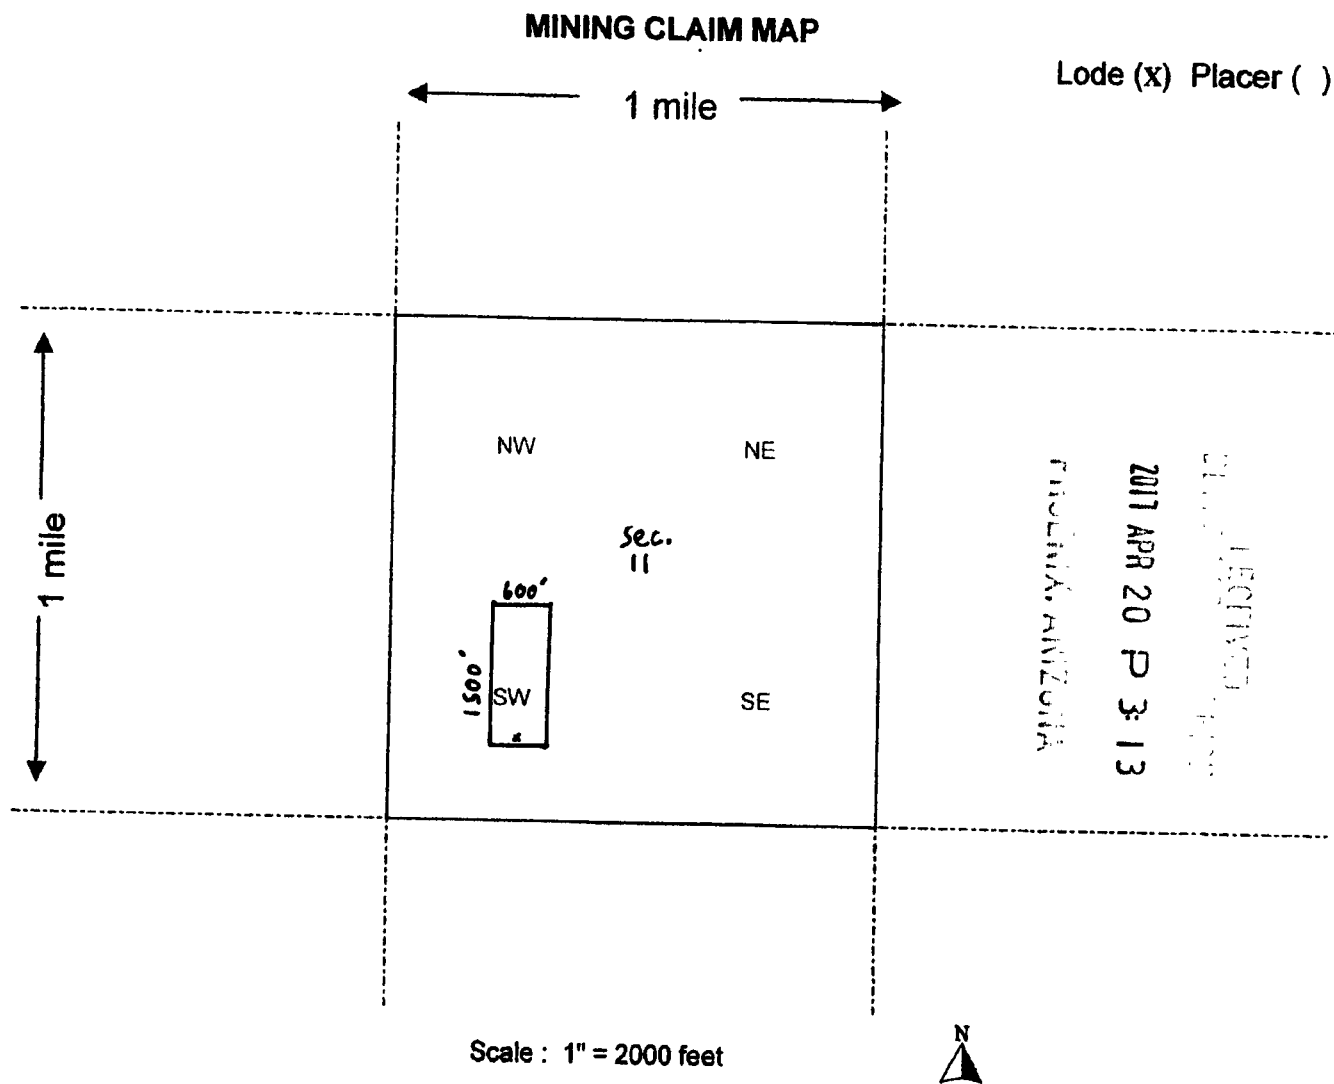 MINING CLAIM MAP
Lode (x) Placer ( )
1 mile
1 mile
NW
NE
Sec.
11
600'
1500'
SW
x
SE
2017 APR 20 P 3:13
ARIZONA
Scale : 1" = 2000 feet
N